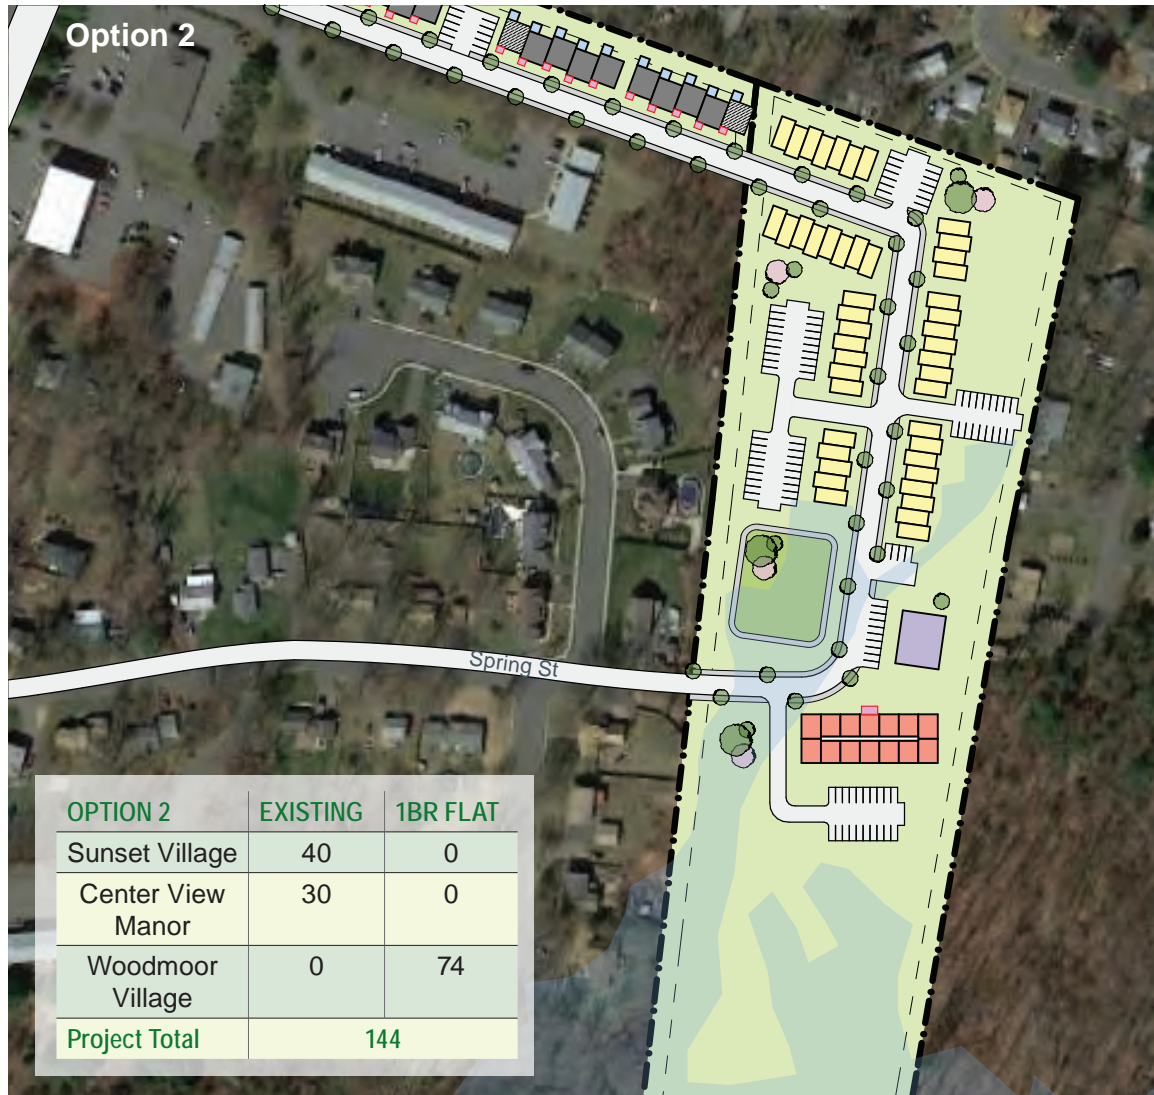 Option 2
Spring St
OPTION 2 EXISTING 1BR FLAT
Sunset Village 40 0
Center View 30 0
Manor
Woodmoor 0 74
Village
Project Total 144